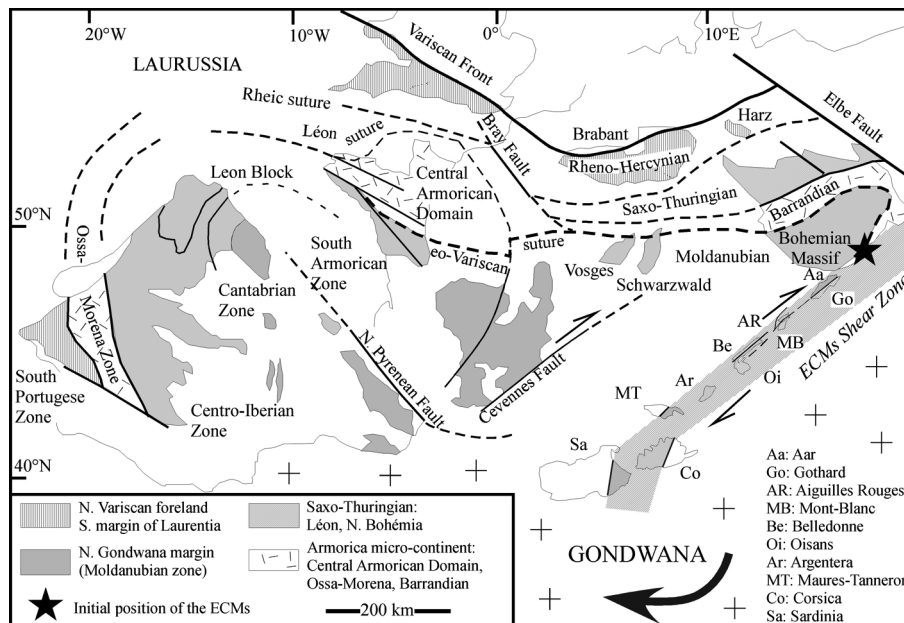 20°W
10°W
0°
10°E
LAURUSSIA
Variscan Front
Rheic suture
Bray Fault
Brabant
Harz
Elbe Fault
Léon
suture
Rheno-Hercynian
Leon Block
Central
Armorican
Domain
Saxo-Thuringian
Barrandian
50°N
Ossa-
South
Armorican
Zone
eo-Variscan
suture
Vosges
Moldanubian
Bohemian
Massif
Schwarzwald
Cantabrian
Zone
Aa
Go
Morena Zone
N. Pyrenean Fault
AR
MB
Be
Oi
ECMs Shear Zone
Cevennes Fault
South
Portugese
Zone
Centro-Iberian
Zone
MT
Ar
Sa
Co
40°N
GONDWANA
N. Variscan foreland
S. margin of Laurentia
Saxo-Thuringian:
Léon, N. Bohémia
N. Gondwana margin
(Moldanubian zone)
Armorica micro-continent:
Central Armorican Domain,
Ossa-Morena, Barrandian
Initial position of the ECMs
200 km
Aa: Aar
Go: Gothard
AR: Aiguilles Rouges
MB: Mont-Blanc
Be: Belledonne
Oi: Oisans
Ar: Argentera
MT: Maures-Tanneron
Co: Corsica
Sa: Sardinia